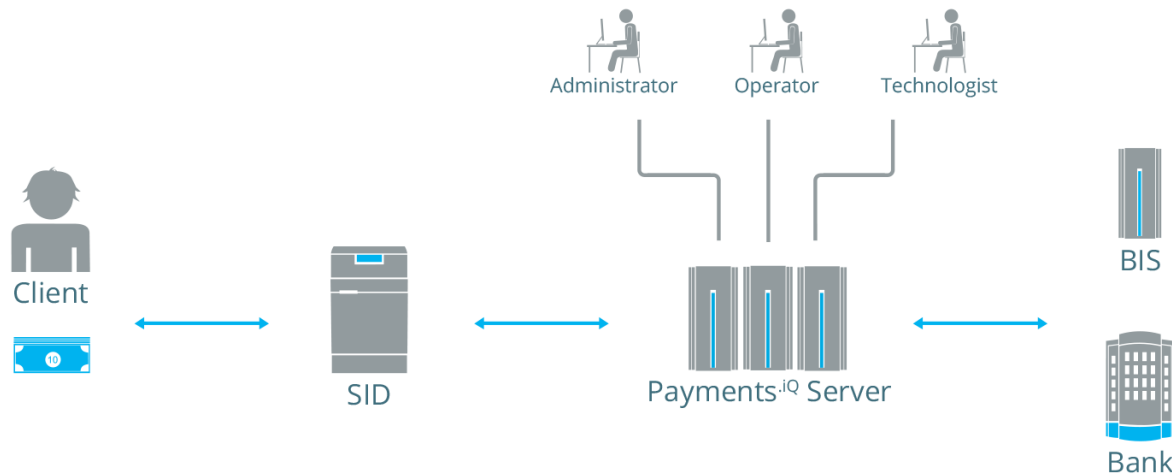 Administrator
Operator
Technologist
Client
10
SID
Payments.iQ Server
BIS
Bank